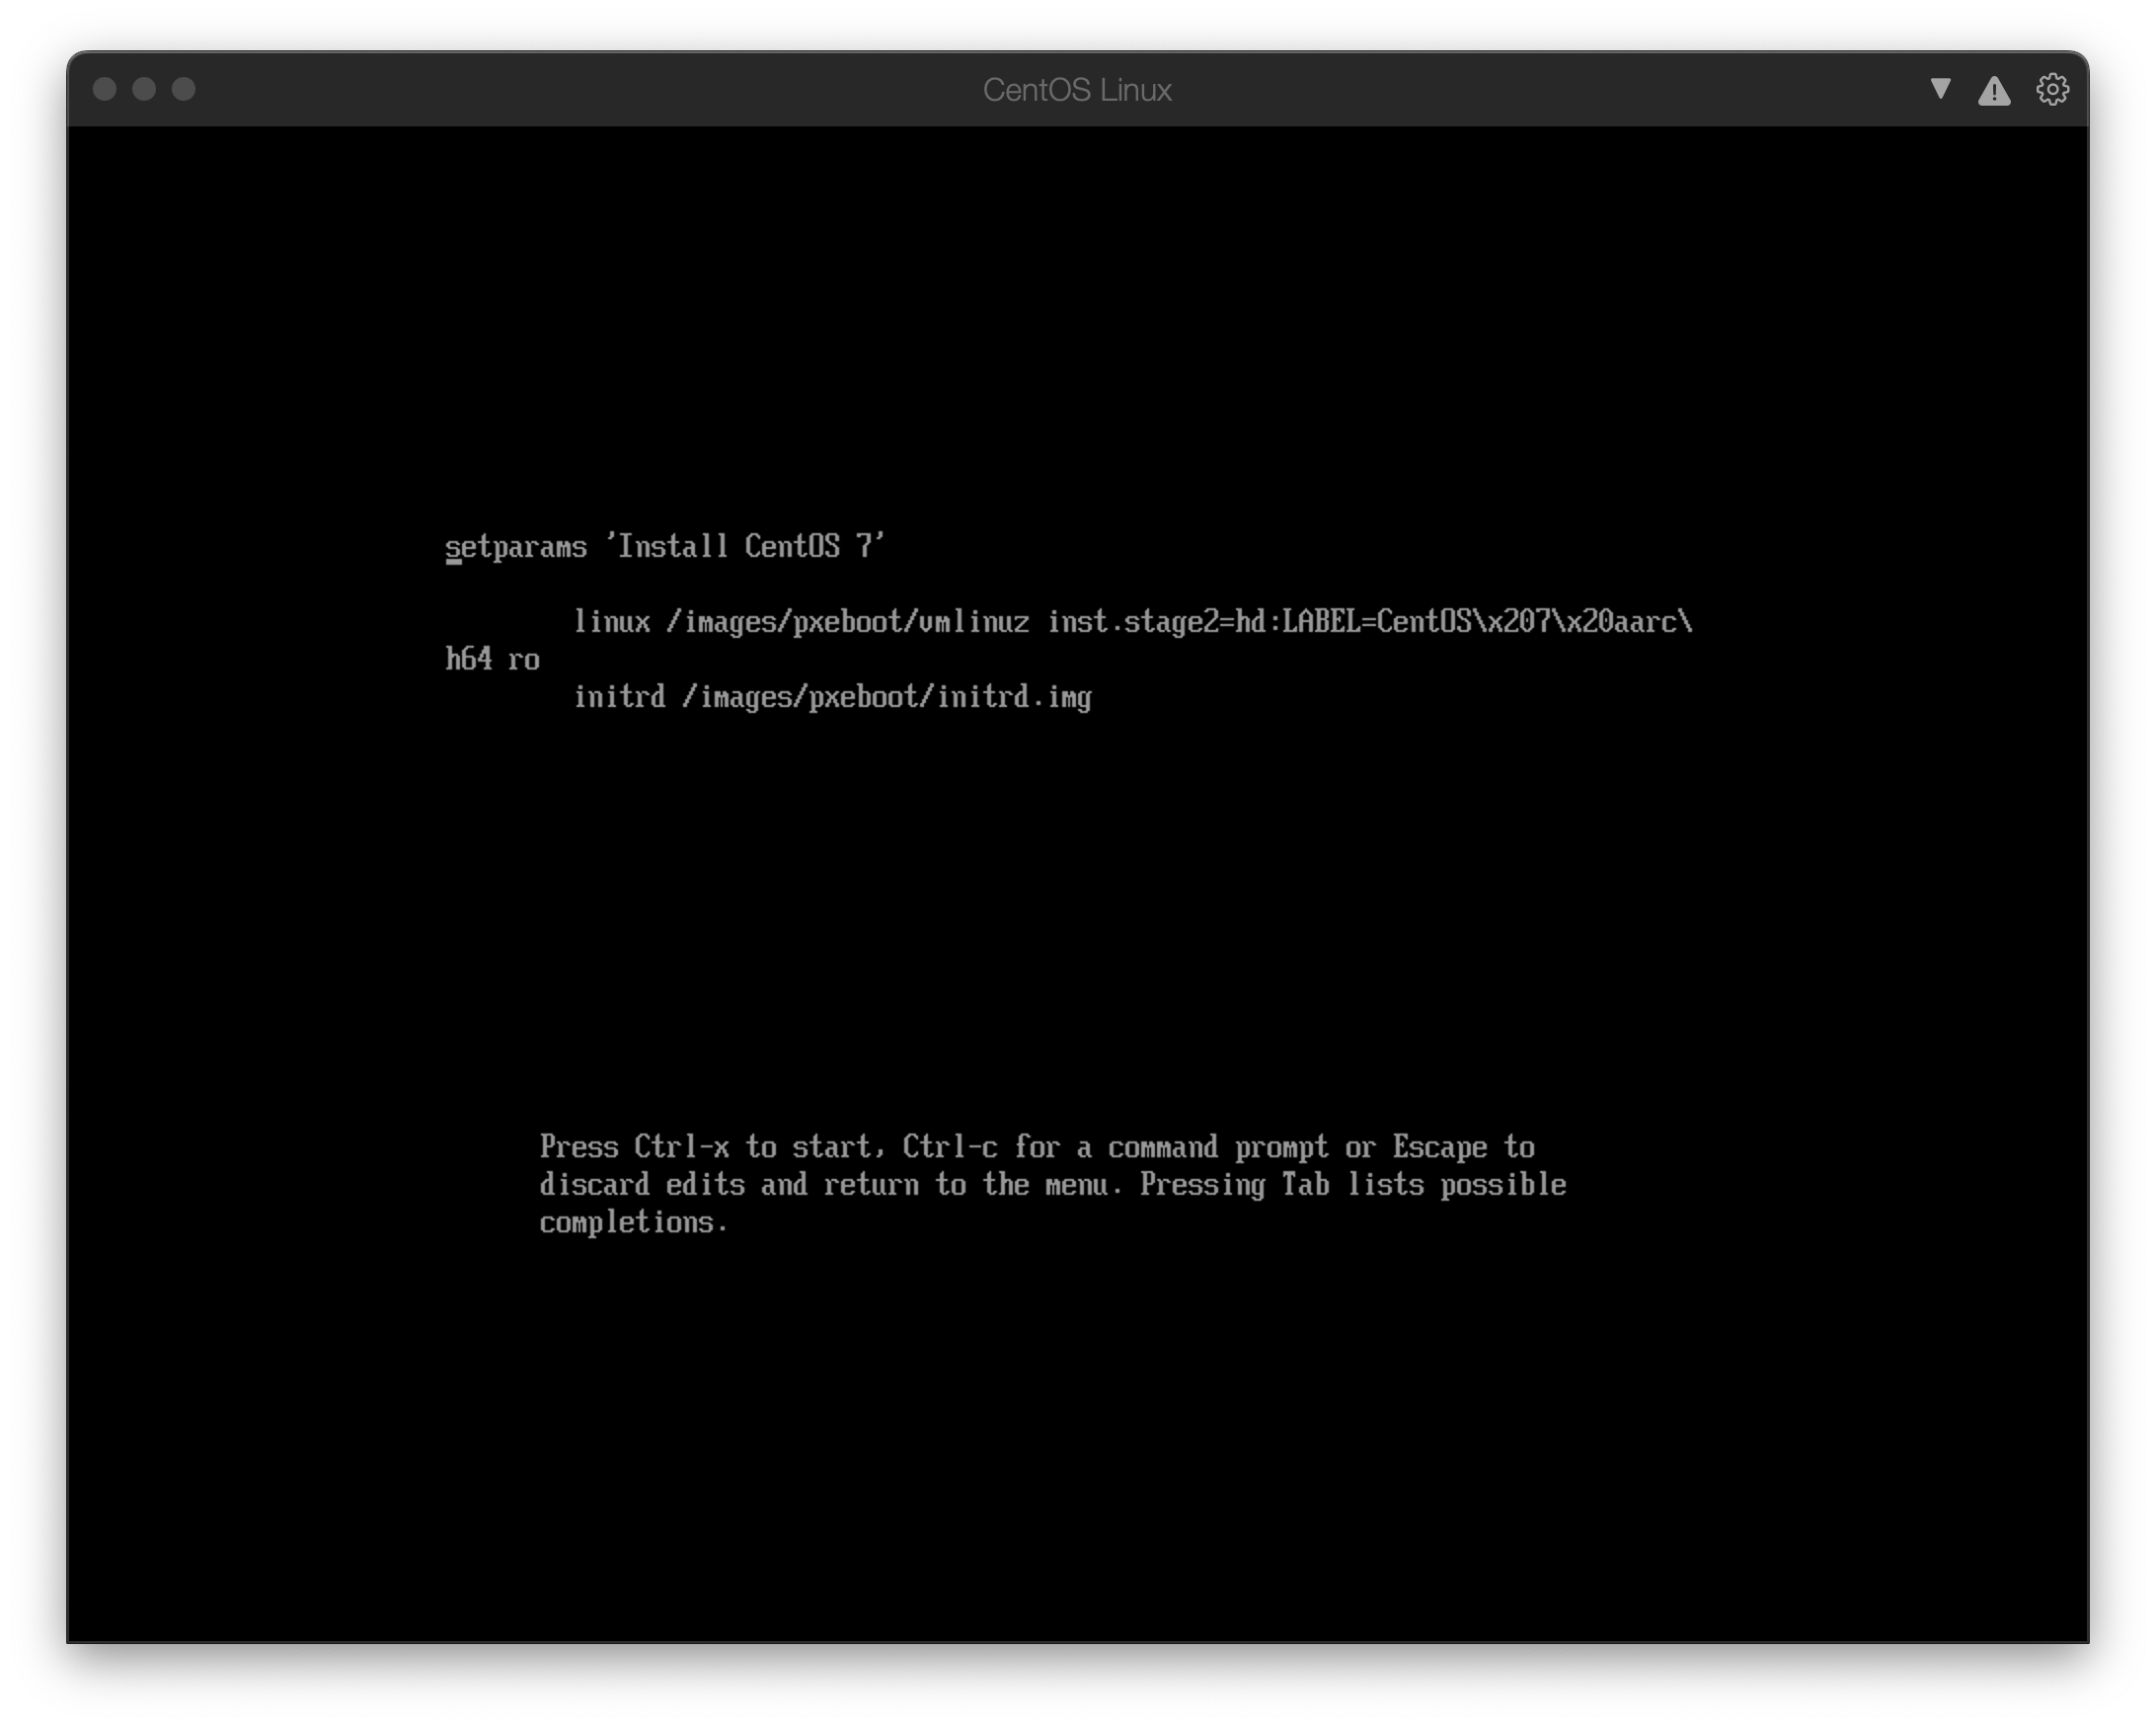 CentOS Linux
setparams 'Install CentOS 7'
linux /images/pxeboot/vmlinuz inst.stage2=hd:LABEL=CentOS\x207\x20aarc\
h64 ro
initrd /images/pxeboot/initrd.img
Press Ctrl-x to start, Ctrl-c for a command prompt or Escape to
discard edits and return to the menu. Pressing Tab lists possible
completions.